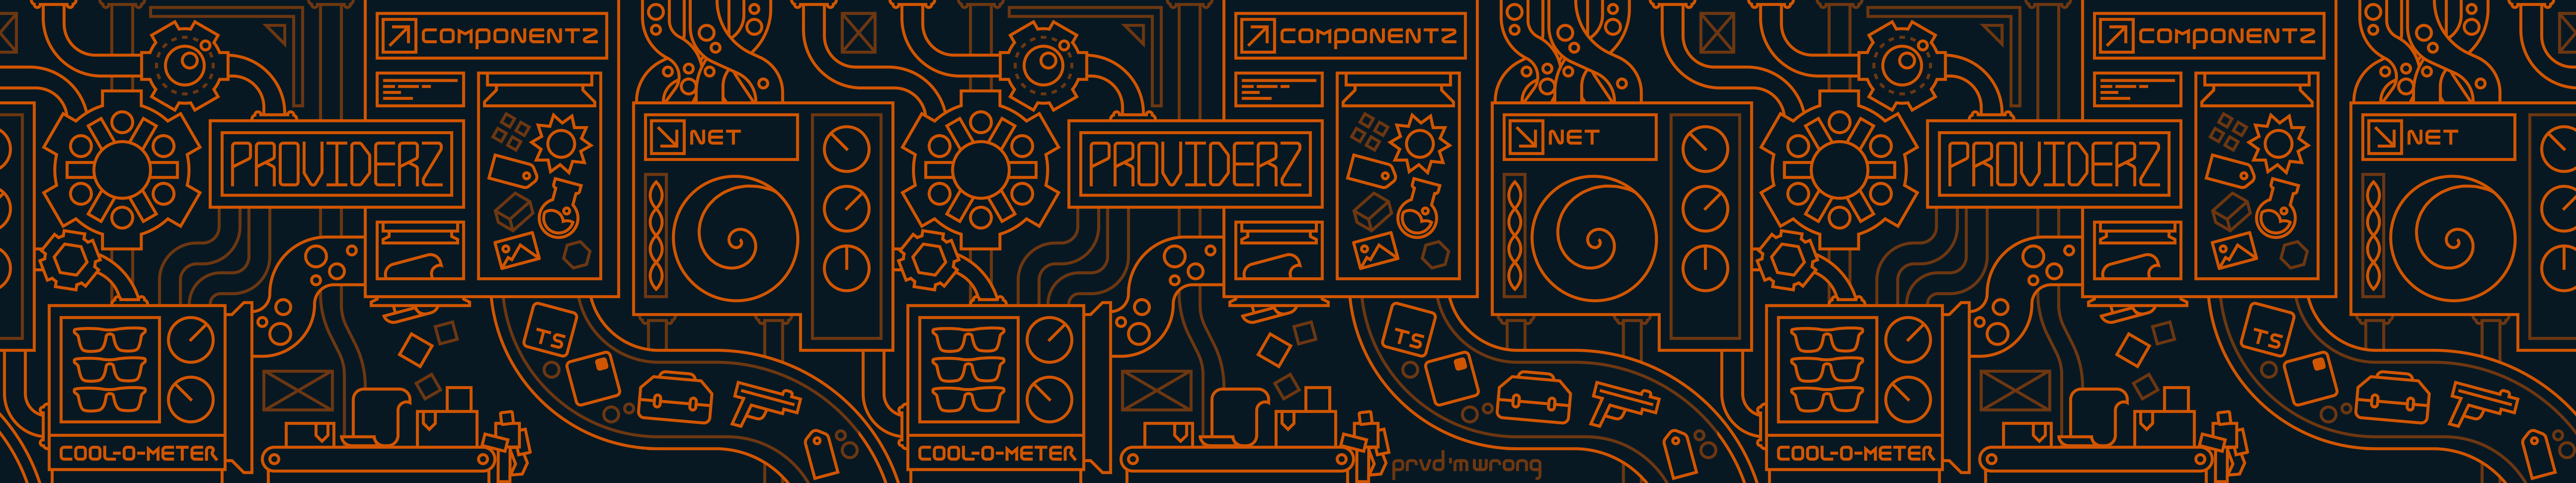 COMPONENTZ
NET
PROVIDERZ
TS
COOL-O-METER
COMPONENTZ
NET
PROVIDERZ
TS
COOL-O-METER
prvd 'm wrong
COMPONENTZ
NET
PROVIDERZ
TS
COOL-O-METER